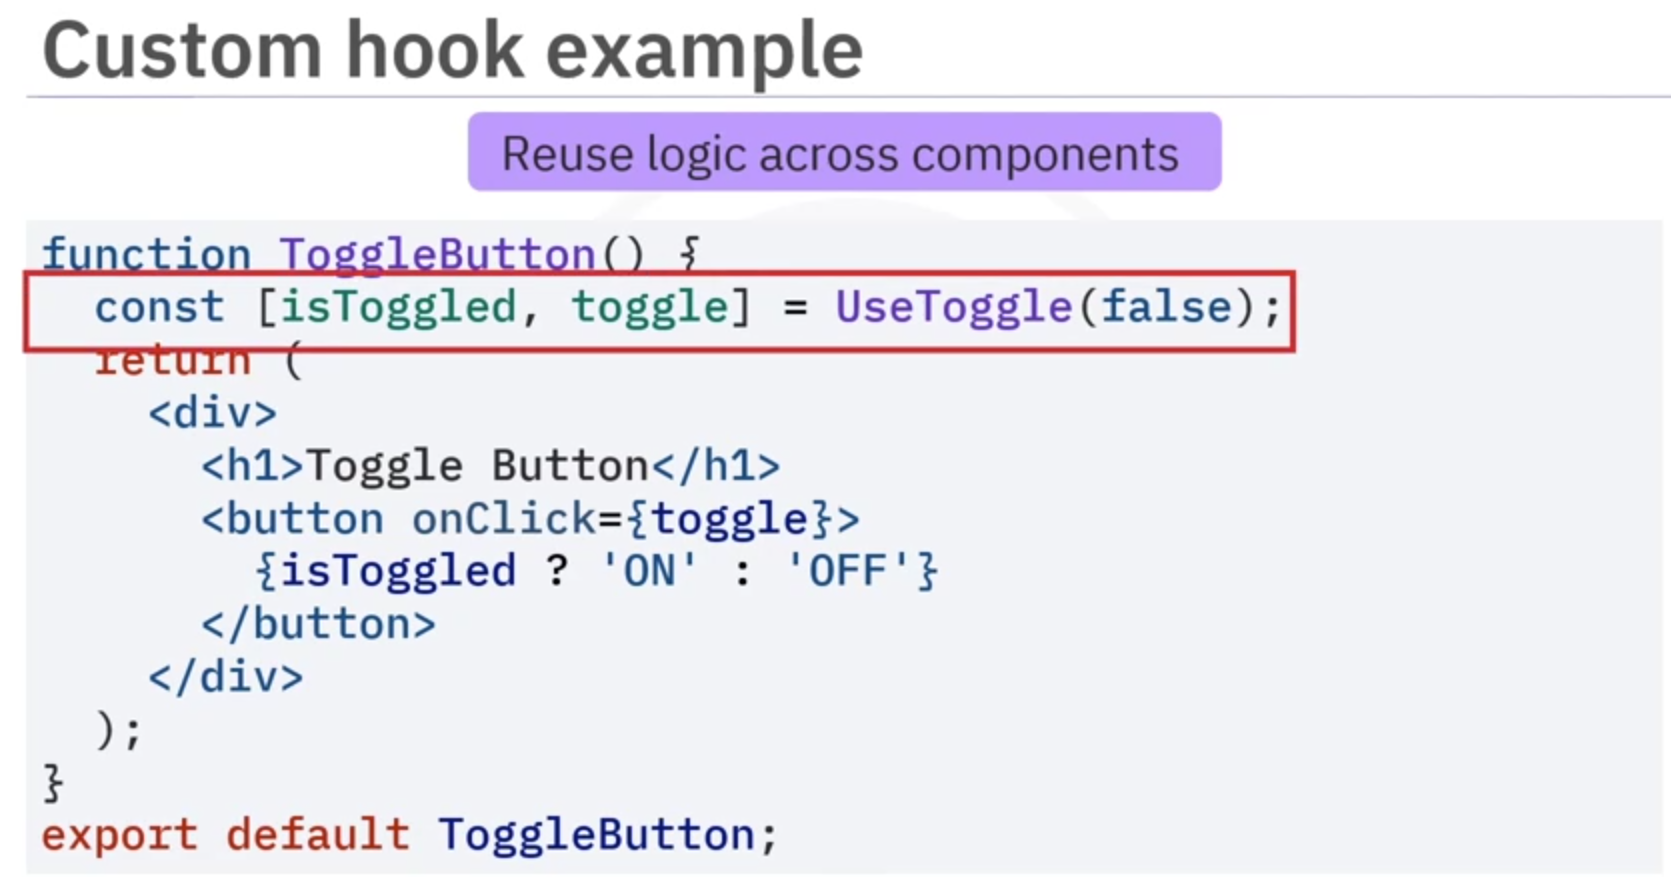 Custom hook example
Reuse logic across components
function ToggleButton() {
  const [isToggled, toggle] = UseToggle(false);
  return (
    <div>
      <h1>Toggle Button</h1>
      <button onClick={toggle}>
        {isToggled ? 'ON' : 'OFF'}
      </button>
    </div>
  );
}
export default ToggleButton;